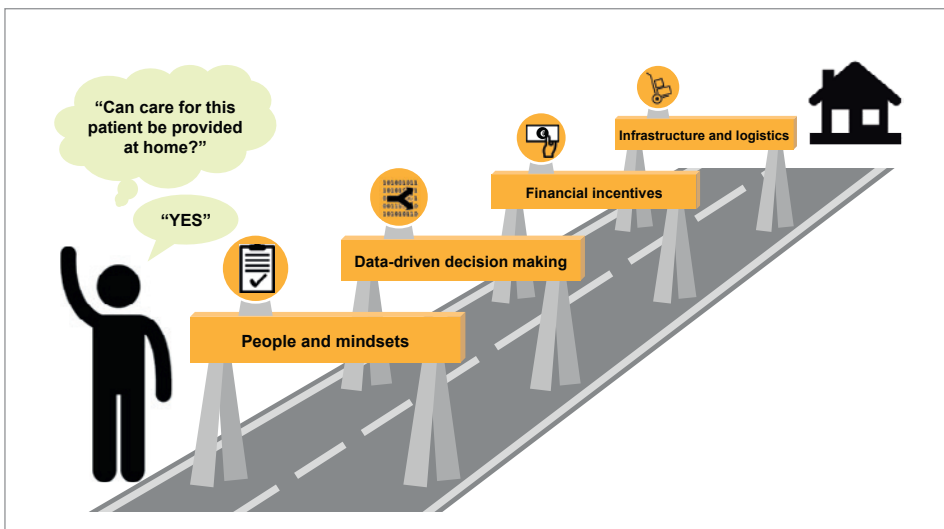 “Can care for this
patient be provided
at home?”
“YES”
People and mindsets
Data-driven decision making
Financial incentives
Infrastructure and logistics